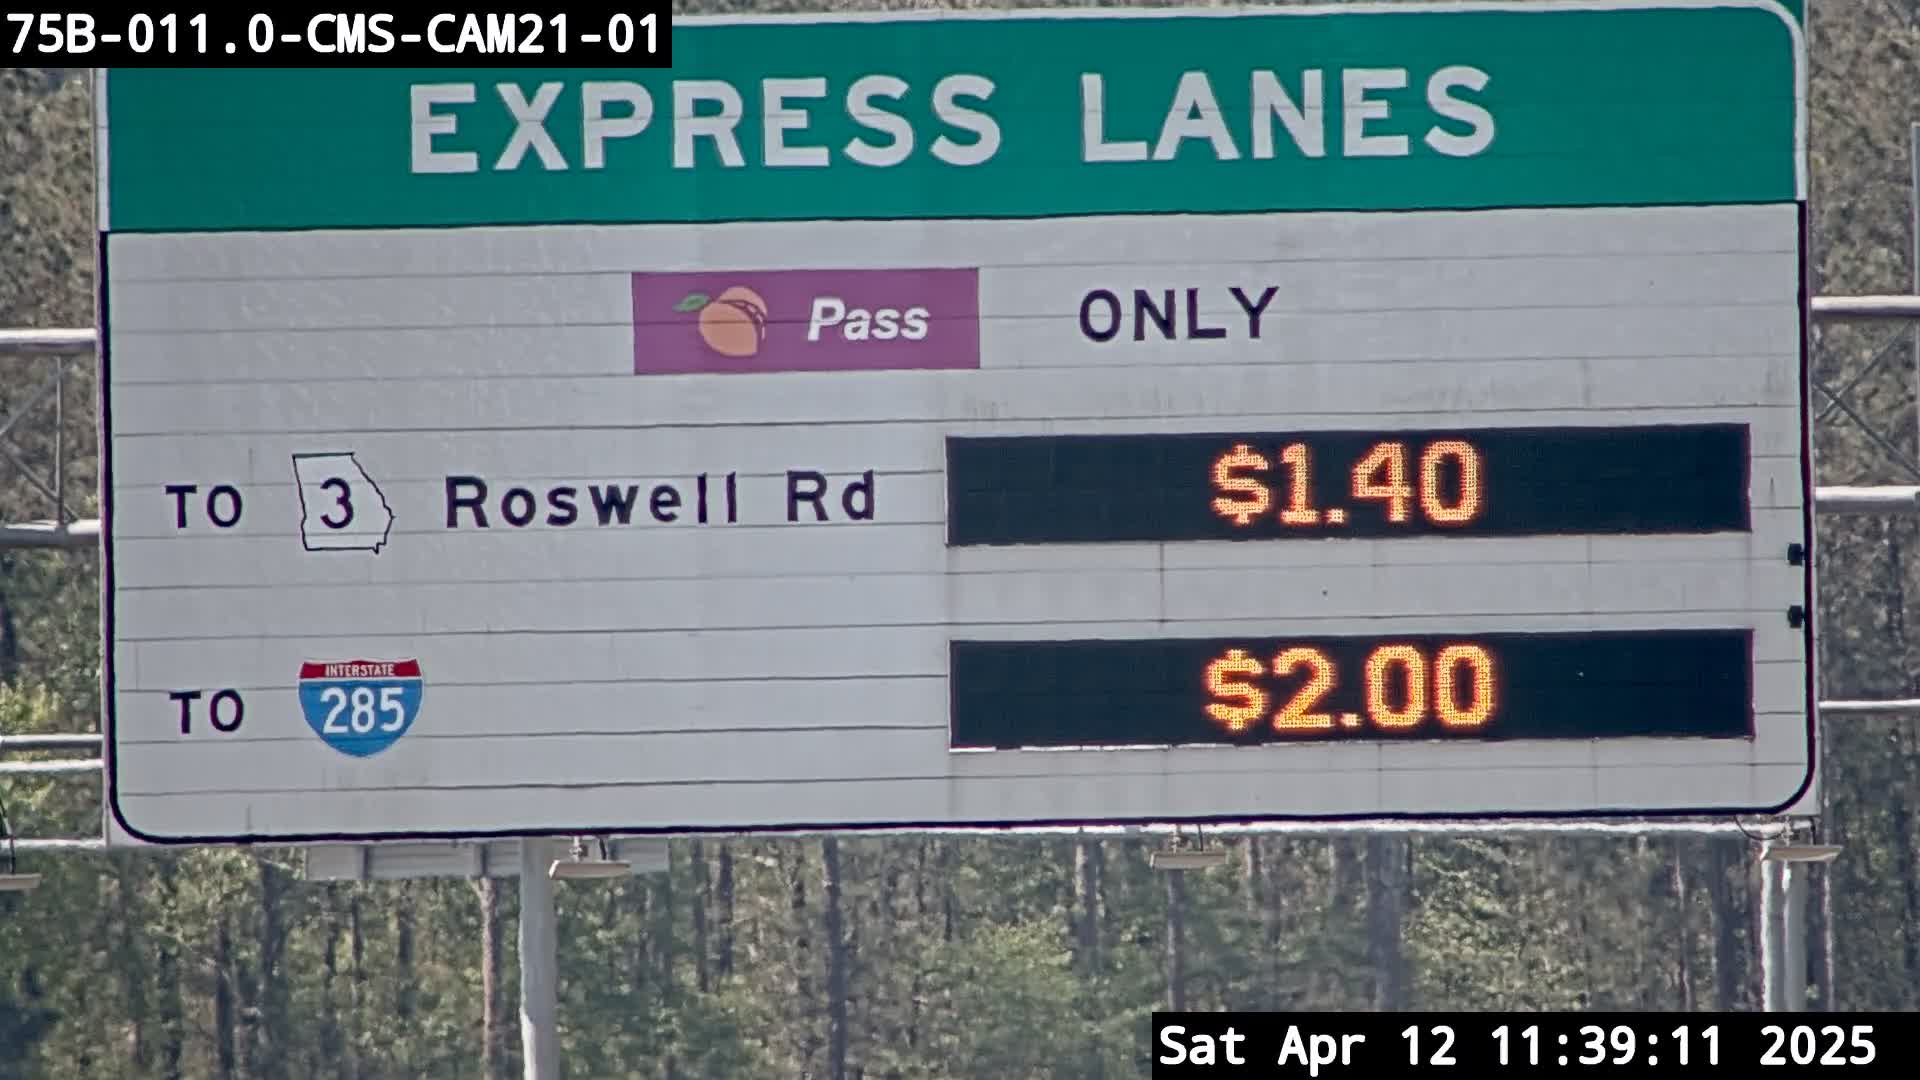 75B-011.0-CMS-CAM21-01
EXPRESS LANES
Pass ONLY
TO 3 Roswell Rd $1.40
INTERSTATE
TO 285 $2.00
Sat Apr 12 11:39:11 2025